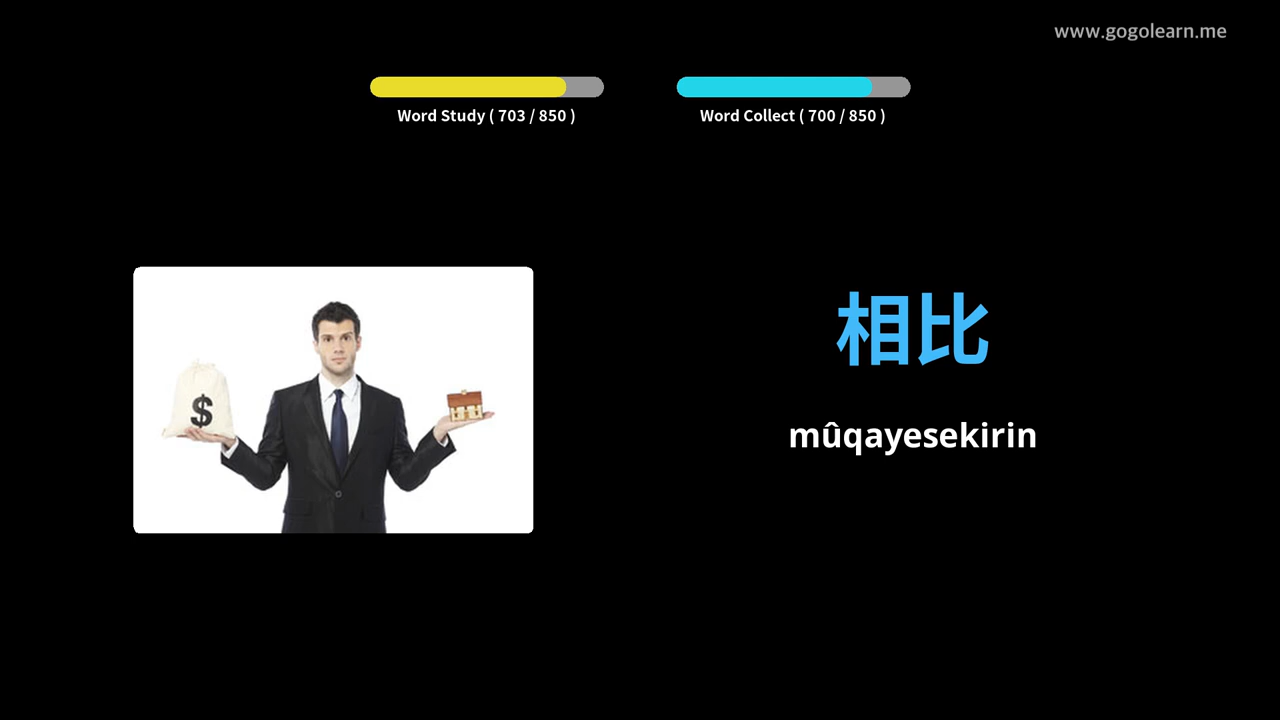 www.gogolearn.me
Word Study ( 703 / 850 )
Word Collect ( 700 / 850 )
$
相比
mûqayesekirin